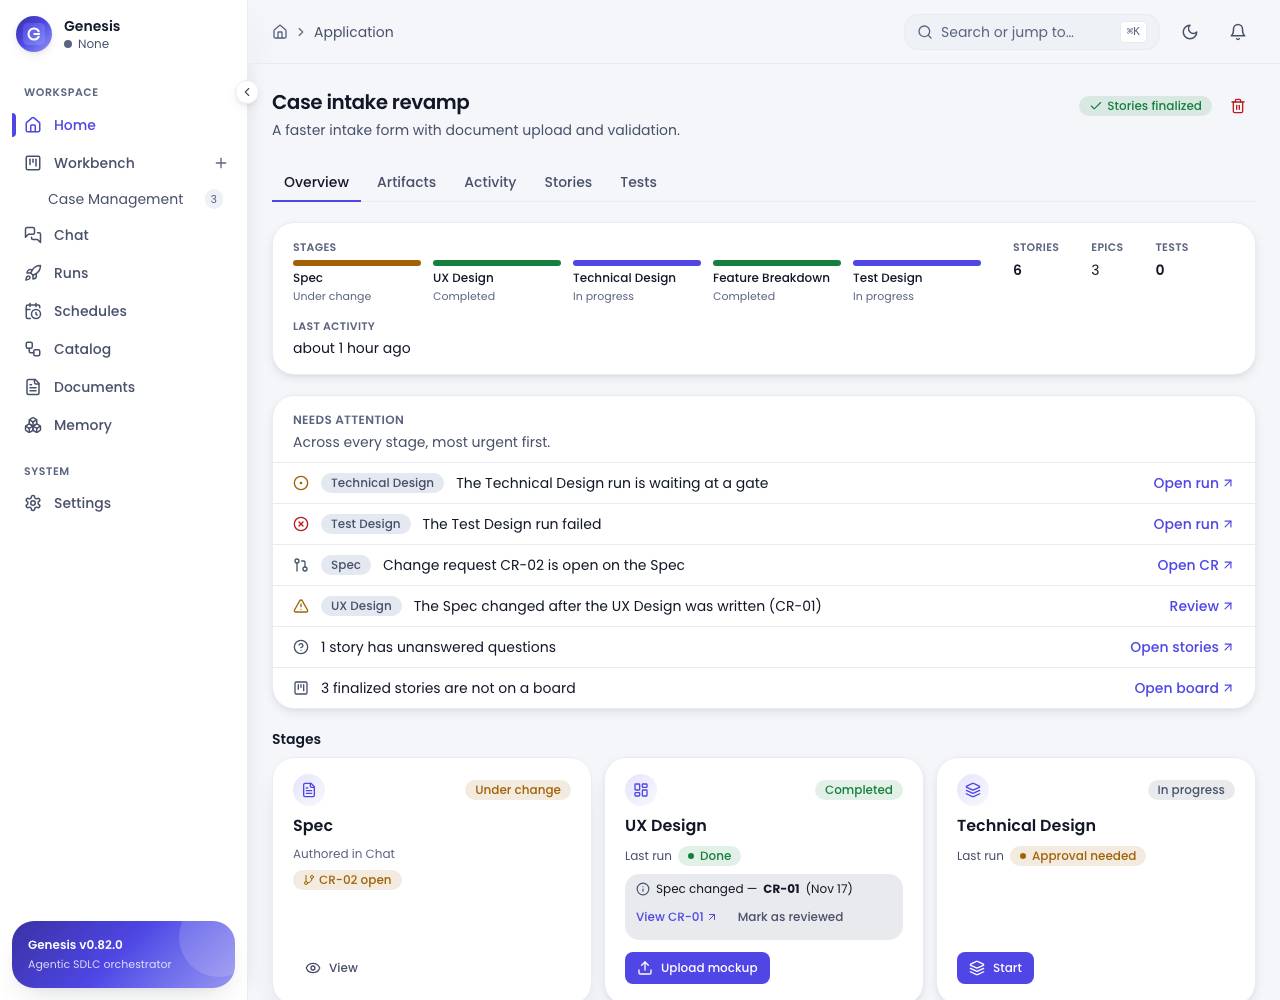 Genesis
None
WORKSPACE
Home
Workbench
Case Management 3
Chat
Runs
Schedules
Catalog
Documents
Memory
SYSTEM
Settings
Genesis v0.82.0
Agentic SDLC orchestrator
Application
Search or jump to… ⌘K
Case intake revamp
A faster intake form with document upload and validation.
Stories finalized
Overview Artifacts Activity Stories Tests
STAGES
Spec UX Design Technical Design Feature Breakdown Test Design
Under change Completed In progress Completed In progress
STORIES EPICS TESTS
6 3 0
LAST ACTIVITY
about 1 hour ago
NEEDS ATTENTION
Across every stage, most urgent first.
Technical Design The Technical Design run is waiting at a gate Open run
Test Design The Test Design run failed Open run
Spec Change request CR-02 is open on the Spec Open CR
UX Design The Spec changed after the UX Design was written (CR-01) Review
1 story has unanswered questions Open stories
3 finalized stories are not on a board Open board
Stages
Under change
Spec
Authored in Chat
CR-02 open
View
Completed
UX Design
Last run Done
Spec changed — CR-01 (Nov 17)
View CR-01 Mark as reviewed
Upload mockup
In progress
Technical Design
Last run Approval needed
Start